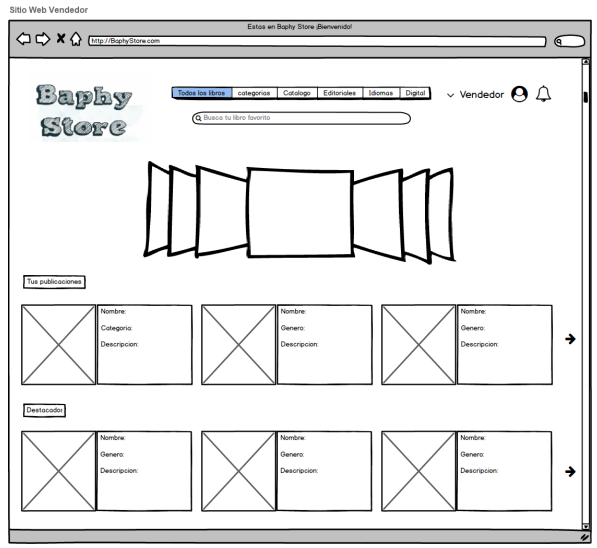 Sitio Web Vendedor
Estas en Baphy Store ¡Bienvenido!
http://BaphyStore.com
Baphy
Store
Todos los libros categorias Catalogo Editoriales Idiomas Digital
Vendedor
Busca tu libro favorito
Tus publicaciones
Nombre:
Categoria:
Descripcion:
Nombre:
Genero:
Descripcion:
Nombre:
Genero:
Descripcion:
Destacador
Nombre:
Genero:
Descripcion:
Nombre:
Genero:
Descripcion:
Nombre:
Genero:
Descripcion: